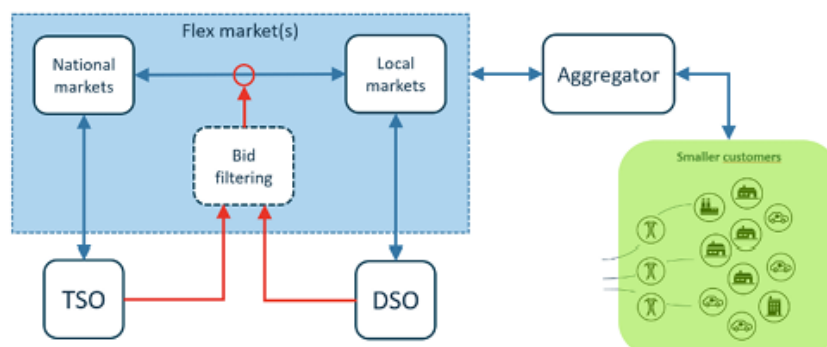 Flex market(s)
National
markets
Local
markets
Aggregator
Bid
filtering
Smaller customers
TSO
DSO